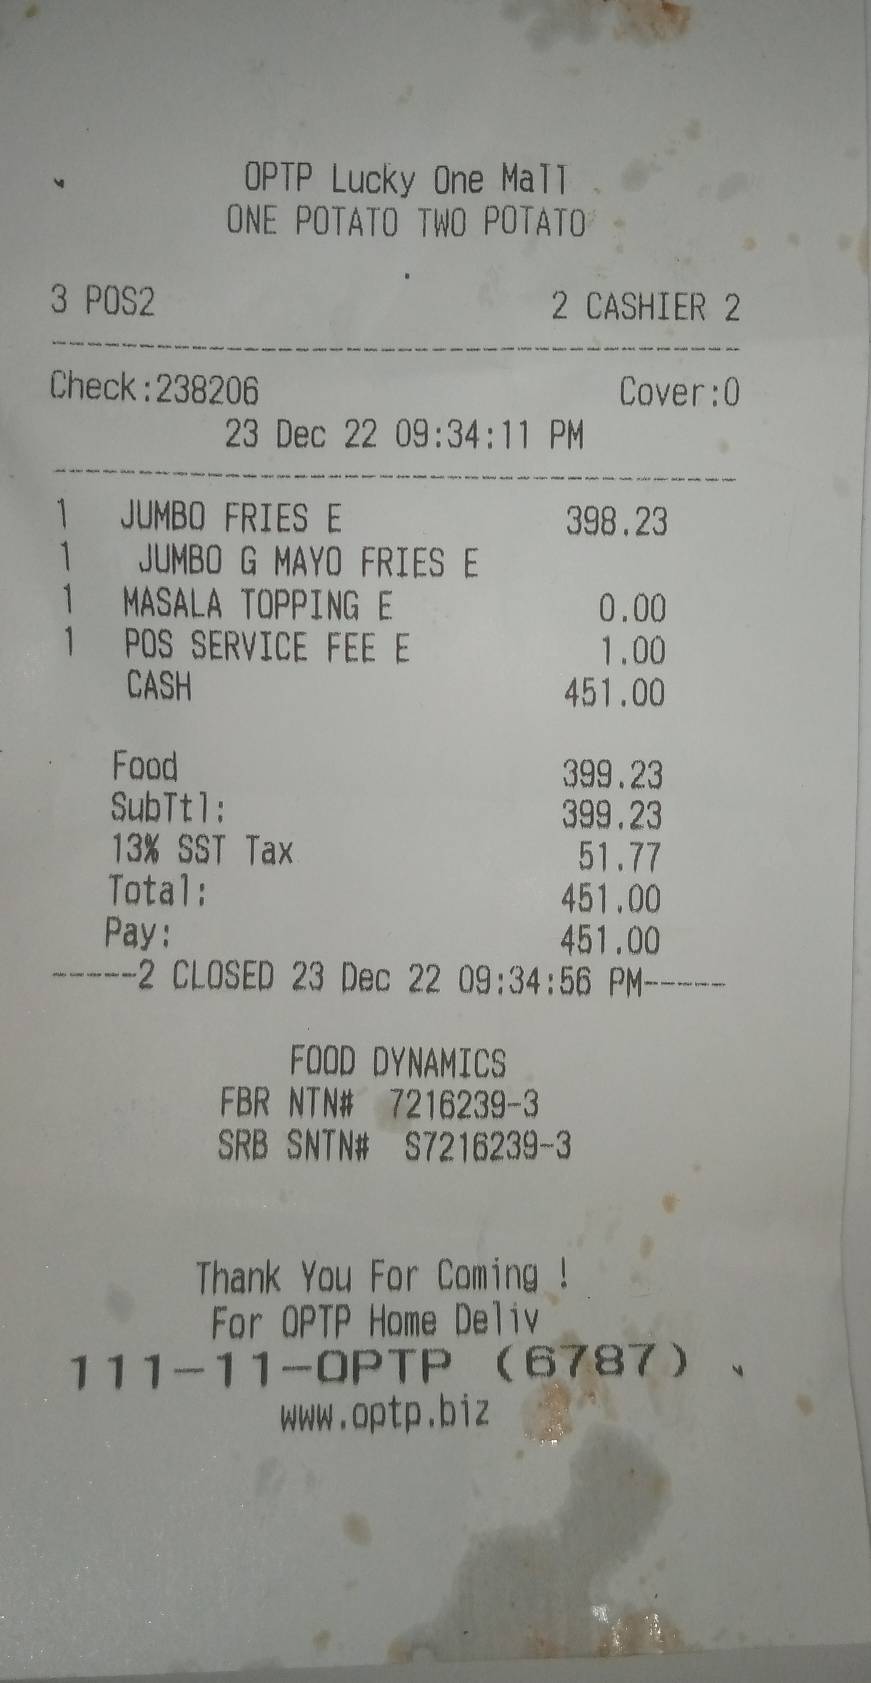 OPTP Lucky One Mall
ONE POTATO TWO POTATO
3 POS2 2 CASHIER 2
------------------------------------------
Check:238206 Cover:0
23 Dec 22 09:34:11 PM
------------------------------------------
1 JUMBO FRIES E 398.23
1 JUMBO G MAYO FRIES E
1 MASALA TOPPING E 0.00
1 POS SERVICE FEE E 1.00
CASH 451.00
Food 399.23
SubTtl: 399.23
13% SST Tax 51.77
Total: 451.00
Pay: 451.00
-----2 CLOSED 23 Dec 22 09:34:56 PM-----
FOOD DYNAMICS
FBR NTN# 7216239-3
SRB SNTN# S7216239-3
Thank You For Coming !
For OPTP Home Deliv
111-11-OPTP (6787)
www.optp.biz